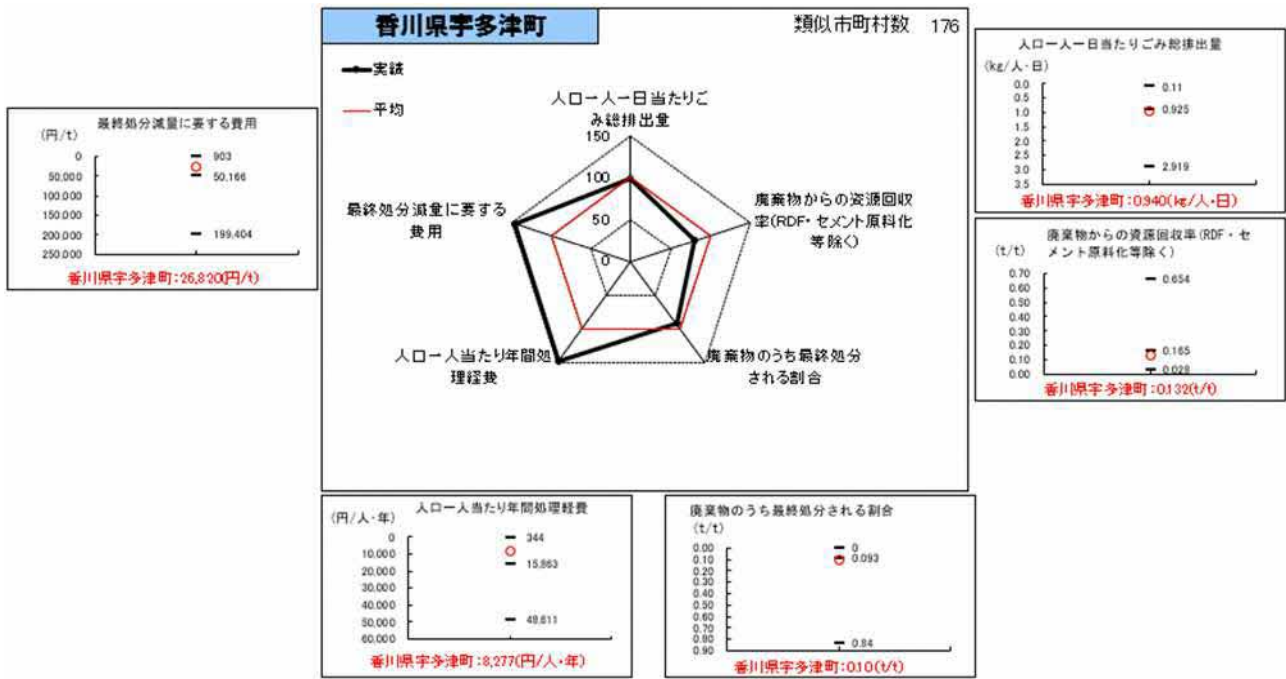 香川県宇多津町
類似市町村数 176
実績
平均
人口一人一日当たりご
み総排出量
150
100
50
0
廃棄物からの資源回収
率(RDF・セメント原料化
等除く)
廃棄物のうち最終処分
される割合
人口一人当たり年間処
理経費
最終処分減量に要する
費用
最終処分減量に要する費用
(円/t)
0
50,000
100,000
150,000
200,000
250,000
903
50,166
199,404
香川県宇多津町:26,820(円/t)
人口一人一日当たりごみ総排出量
(kg/人・日)
0.0
0.5
1.0
1.5
2.0
2.5
3.0
3.5
0.11
0.925
2.919
香川県宇多津町:0.940(kg/人・日)
廃棄物からの資源回収率(RDF・セ
メント原料化等除く)
(t/t)
0.70
0.60
0.50
0.40
0.30
0.20
0.10
0.00
0.654
0.165
0.028
香川県宇多津町:0.132(t/t)
人口一人当たり年間処理経費
(円/人・年)
0
10,000
20,000
30,000
40,000
50,000
60,000
344
15,863
48,611
香川県宇多津町:8,277(円/人・年)
廃棄物のうち最終処分される割合
(t/t)
0.00
0.10
0.20
0.30
0.40
0.50
0.60
0.70
0.80
0.90
0
0.093
0.84
香川県宇多津町:0.10(t/t)